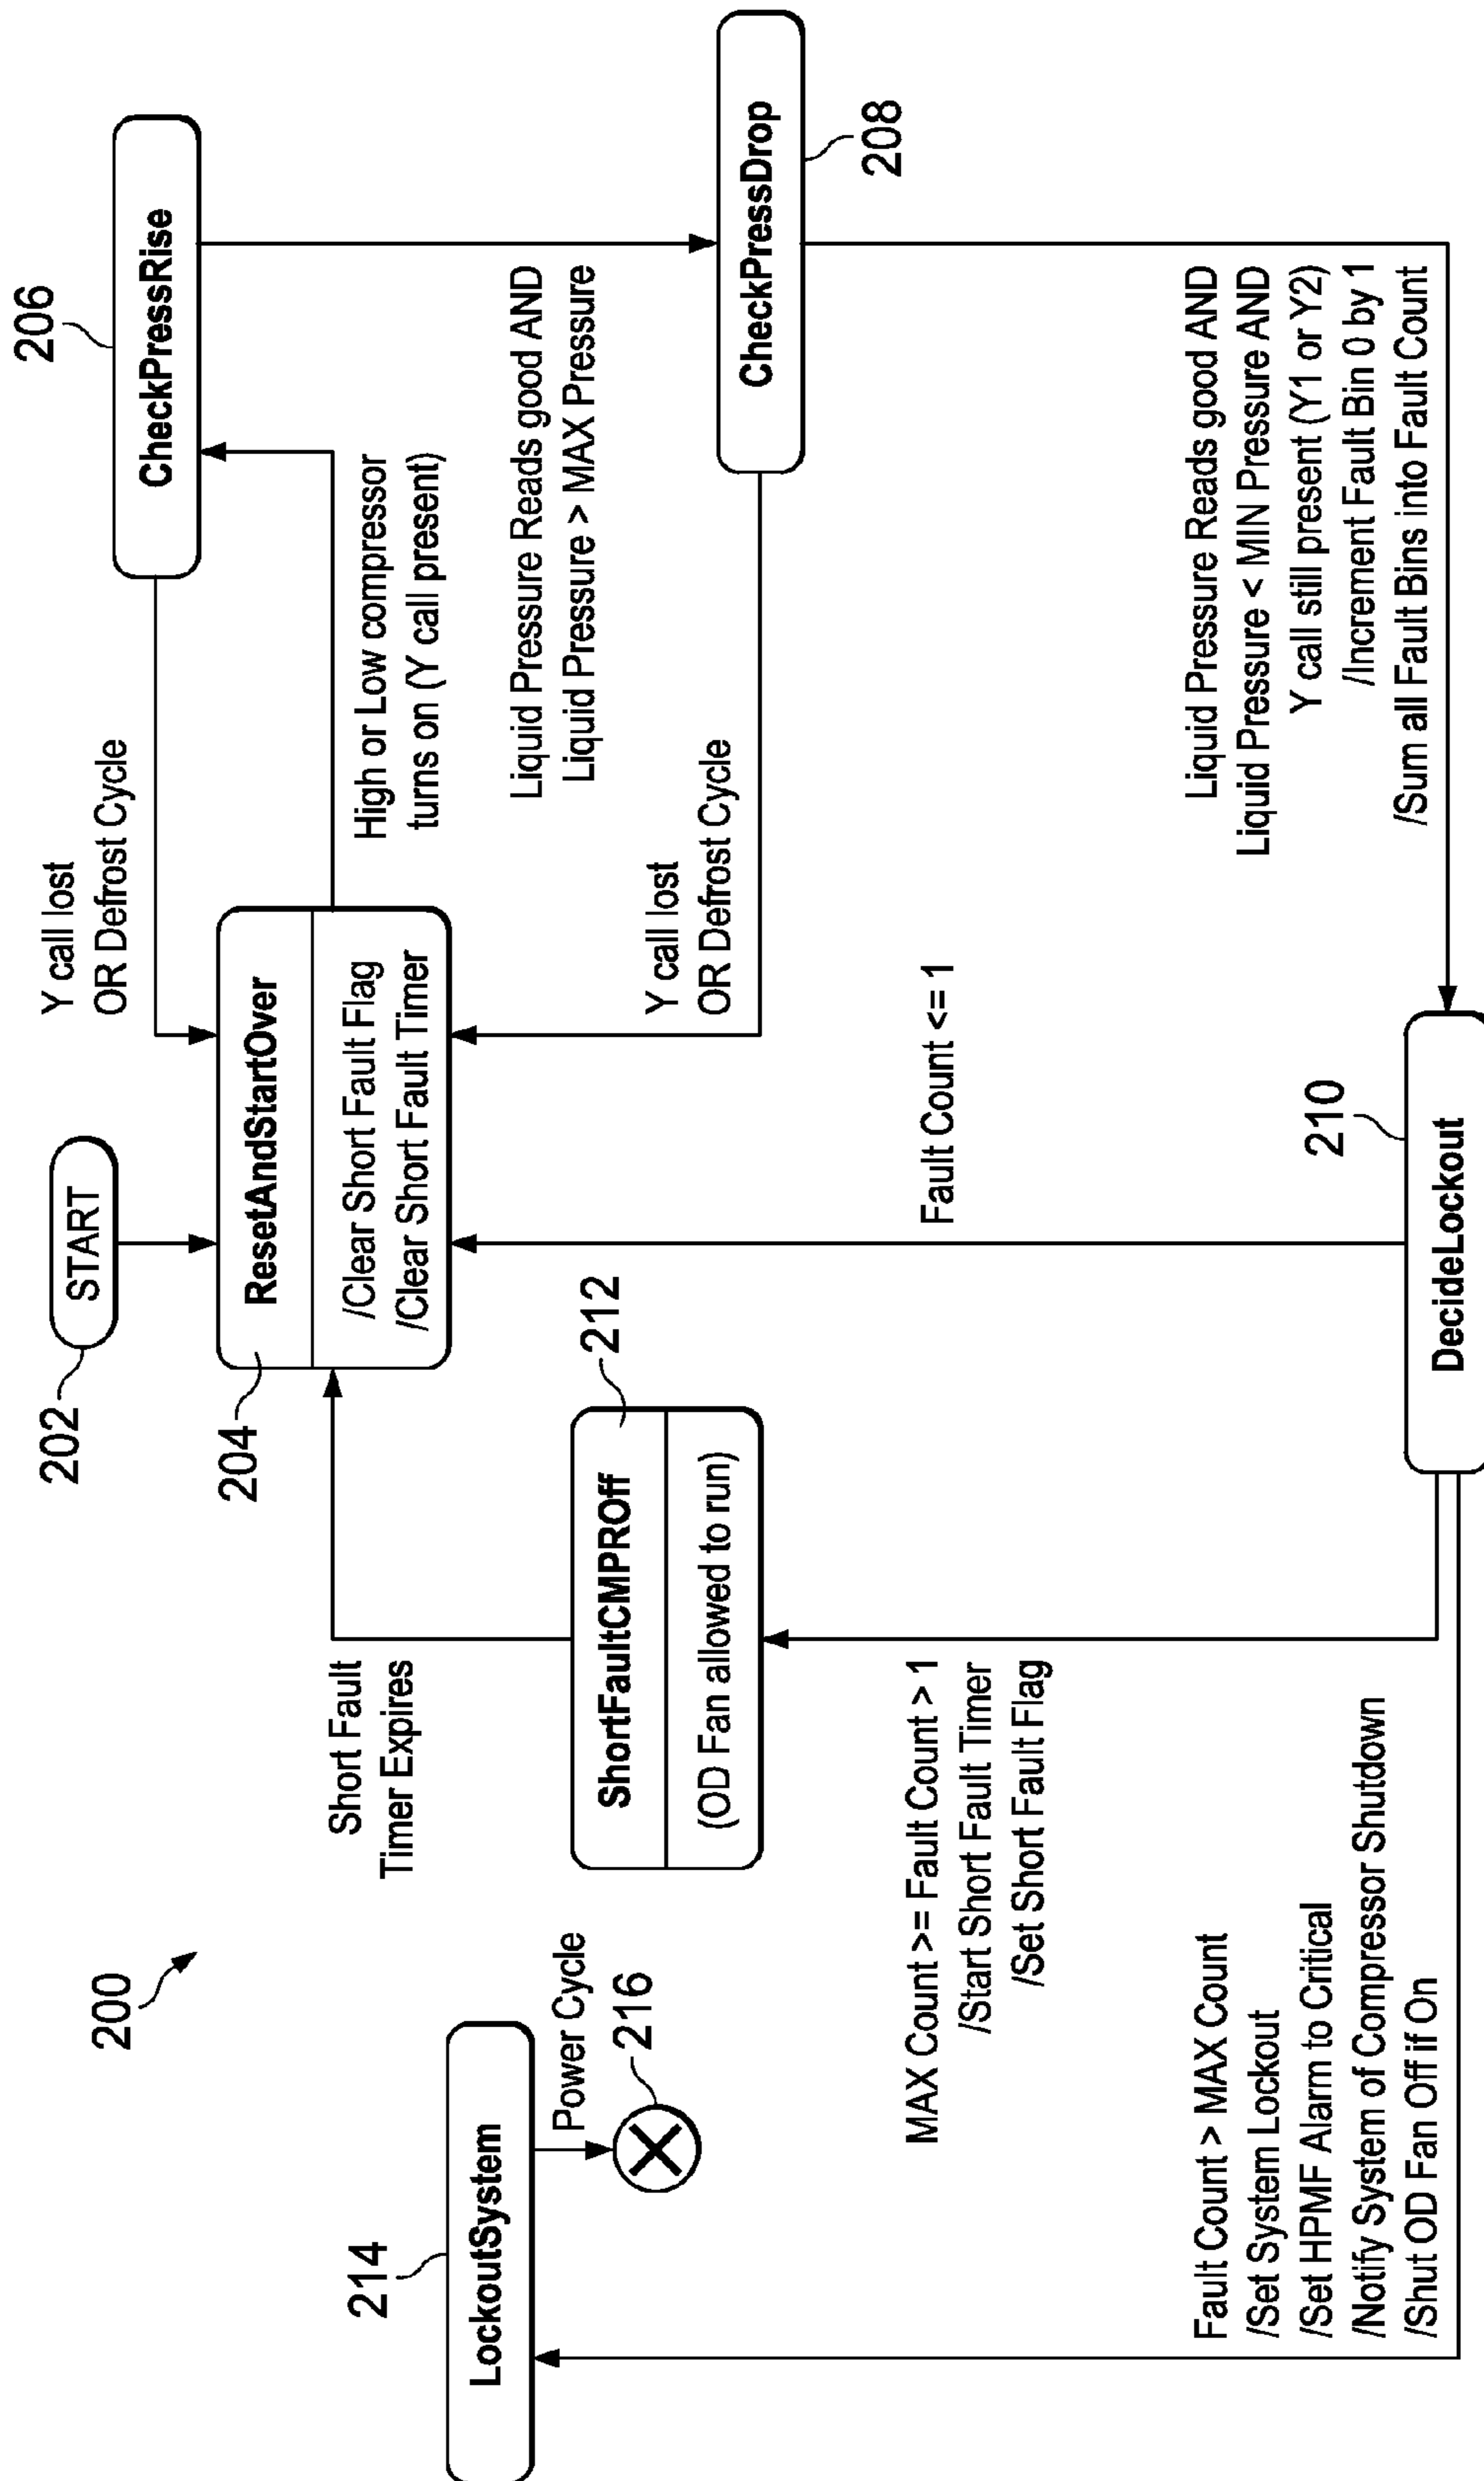 200
202
START
204
ResetAndStartOver
/Clear Short Fault Flag
/Clear Short Fault Timer
Y call lost
OR Defrost Cycle
206
CheckPressRise
High or Low compressor
turns on (Y call present)
Liquid Pressure Reads good AND
Liquid Pressure > MAX Pressure
CheckPressDrop
208
Y call lost
OR Defrost Cycle
Liquid Pressure Reads good AND
Liquid Pressure < MIN Pressure AND
Y call still present (Y1 or Y2)
/Increment Fault Bin 0 by 1
/Sum all Fault Bins into Fault Count
Fault Count <= 1
210
DecideLockout
Short Fault
Timer Expires
212
ShortFaultCMPROff
(OD Fan allowed to run)
MAX Count >= Fault Count > 1
/Start Short Fault Timer
/Set Short Fault Flag
214
LockoutSystem
Power Cycle
216
Fault Count > MAX Count
/Set System Lockout
/Set HPMF Alarm to Critical
/Notify System of Compressor Shutdown
/Shut OD Fan Off if On